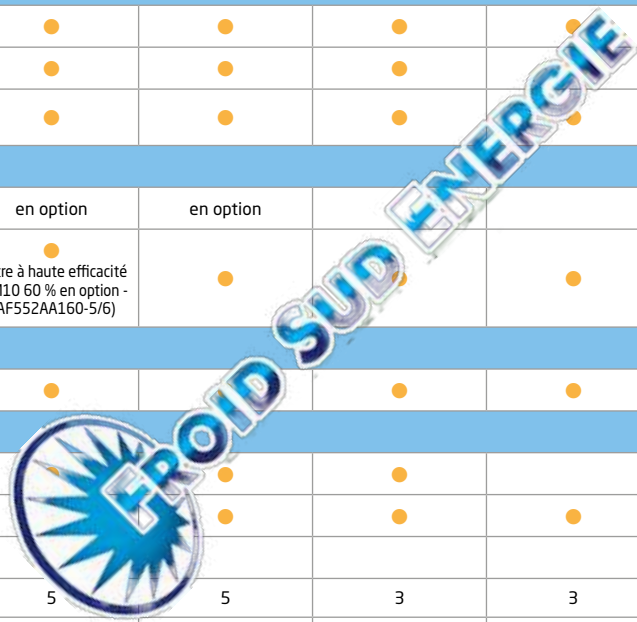 en option en option
tre à haute efficacité
10 60 % en option -
AF552AA160-5/6)
FROID SUD ENERGIE
5 5 3 3